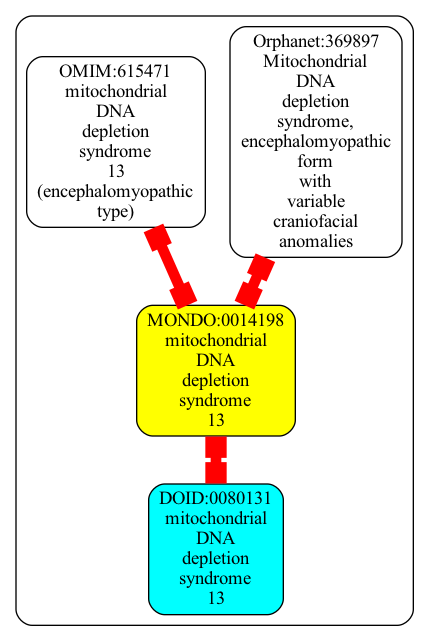 OMIM:615471
mitochondrial
DNA
depletion
syndrome
13
(encephalomyopathic
type)
Orphanet:369897
Mitochondrial
DNA
depletion
syndrome,
encephalomyopathic
form
with
variable
craniofacial
anomalies
MONDO:0014198
mitochondrial
DNA
depletion
syndrome
13
DOID:0080131
mitochondrial
DNA
depletion
syndrome
13